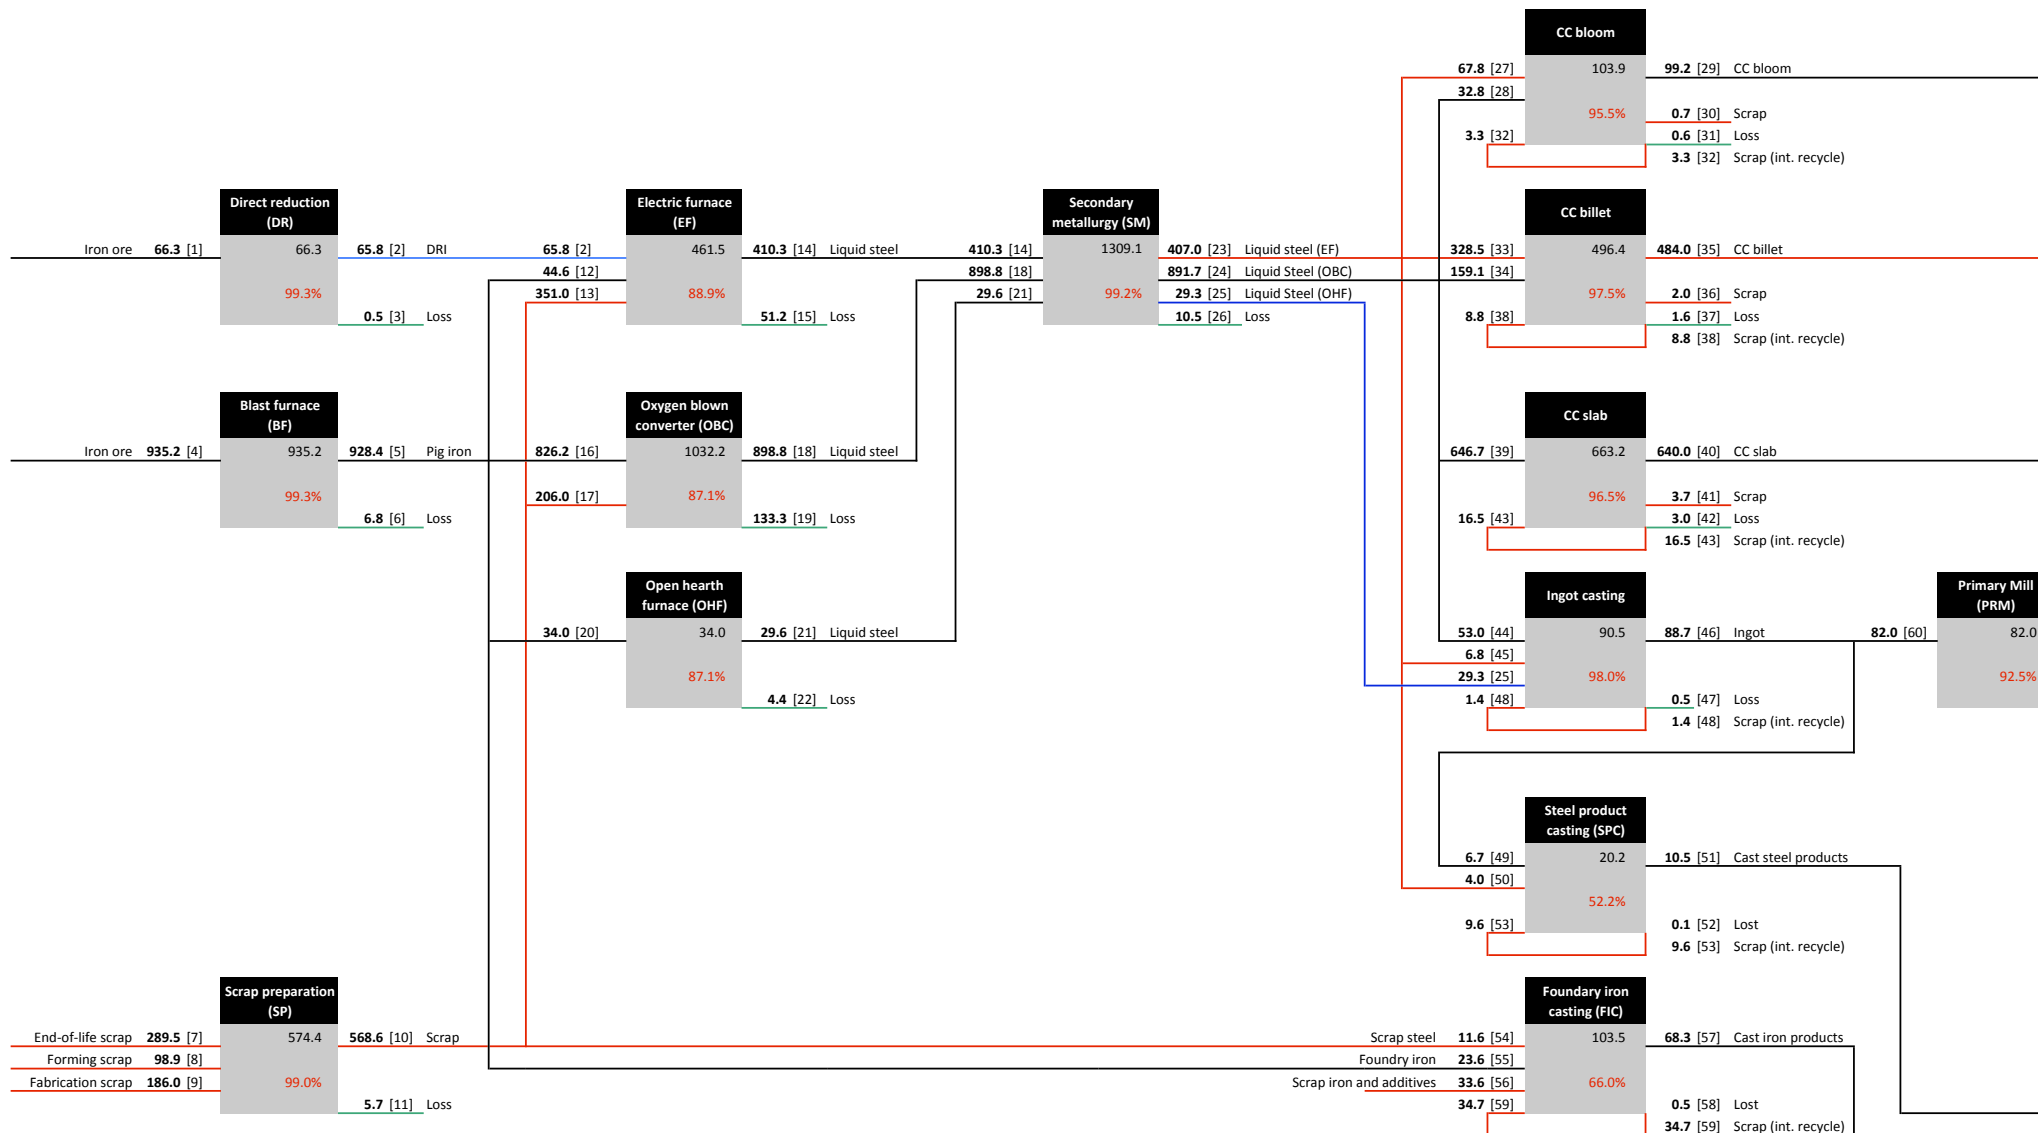 CC bloom
67.8 [27] 103.9 99.2 [29] CC bloom
32.8 [28]
95.5% 0.7 [30] Scrap
3.3 [32] 0.6 [31] Loss
3.3 [32] Scrap (int. recycle)
Direct reduction
(DR)
Iron ore 66.3 [1] 66.3 65.8 [2] DRI
99.3%
0.5 [3] Loss
Electric furnace
(EF)
65.8 [2] 461.5 410.3 [14] Liquid steel
44.6 [12]
351.0 [13] 88.9%
51.2 [15] Loss
Secondary
metallurgy (SM)
410.3 [14] 1309.1 407.0 [23] Liquid steel (EF)
898.8 [18] 891.7 [24] Liquid Steel (OBC)
29.6 [21] 99.2% 29.3 [25] Liquid Steel (OHF)
10.5 [26] Loss
CC billet
328.5 [33] 496.4 484.0 [35] CC billet
159.1 [34]
97.5% 2.0 [36] Scrap
8.8 [38] 1.6 [37] Loss
8.8 [38] Scrap (int. recycle)
Blast furnace
(BF)
Iron ore 935.2 [4] 935.2 928.4 [5] Pig iron
99.3%
6.8 [6] Loss
Oxygen blown
converter (OBC)
826.2 [16] 1032.2 898.8 [18] Liquid steel
206.0 [17] 87.1%
133.3 [19] Loss
CC slab
646.7 [39] 663.2 640.0 [40] CC slab
96.5% 3.7 [41] Scrap
16.5 [43] 3.0 [42] Loss
16.5 [43] Scrap (int. recycle)
Open hearth
furnace (OHF)
34.0 [20] 34.0 29.6 [21] Liquid steel
87.1%
4.4 [22] Loss
Ingot casting
53.0 [44] 90.5 88.7 [46] Ingot
6.8 [45]
29.3 [25] 98.0%
1.4 [48] 0.5 [47] Loss
1.4 [48] Scrap (int. recycle)
Primary Mill
(PRM)
82.0 [60] 82.0
92.5%
Steel product
casting (SPC)
6.7 [49] 20.2 10.5 [51] Cast steel products
4.0 [50]
52.2%
9.6 [53] 0.1 [52] Lost
9.6 [53] Scrap (int. recycle)
Scrap preparation
(SP)
End-of-life scrap 289.5 [7] 574.4 568.6 [10] Scrap
Forming scrap 98.9 [8]
Fabrication scrap 186.0 [9] 99.0%
5.7 [11] Loss
Foundary iron
casting (FIC)
Scrap steel 11.6 [54] 103.5 68.3 [57] Cast iron products
Foundry iron 23.6 [55]
Scrap iron and additives 33.6 [56] 66.0%
34.7 [59] 0.5 [58] Lost
34.7 [59] Scrap (int. recycle)